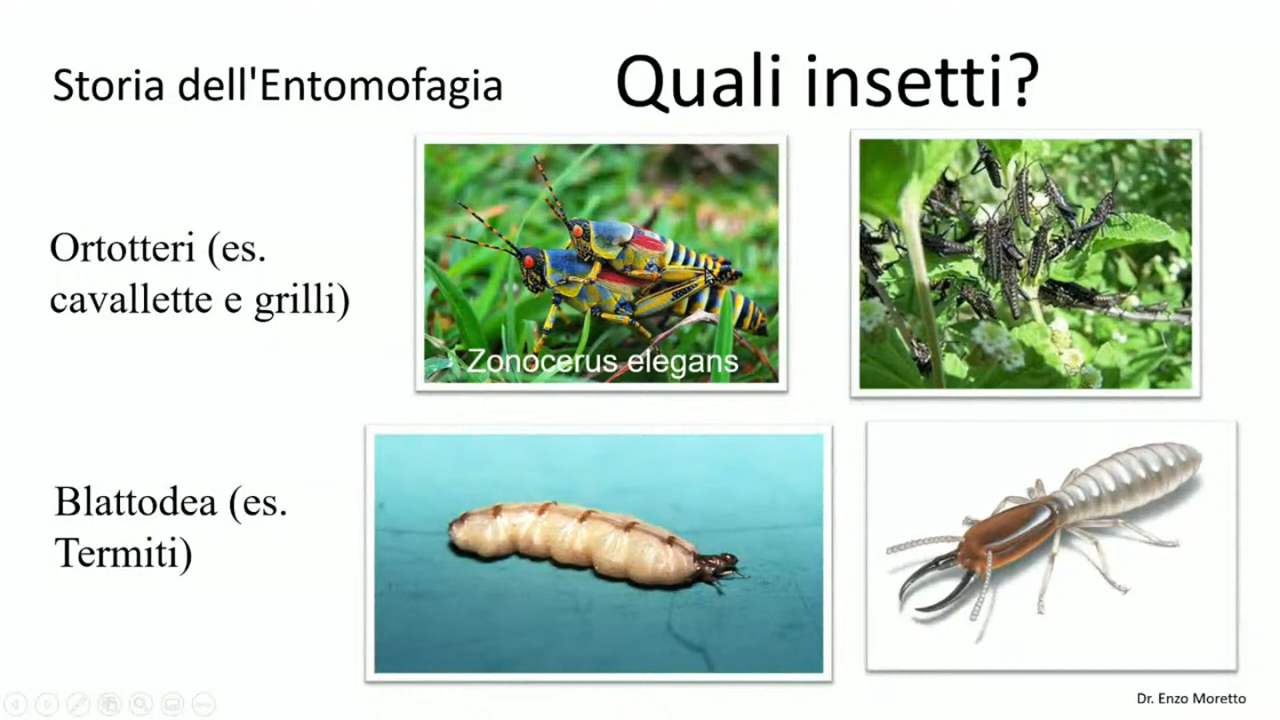 Storia dell'Entomofagia
Quali insetti?
Ortotteri (es.
cavallette e grilli)
Zonocerus elegans
Blattodea (es.
Termiti)
Dr. Enzo Moretto